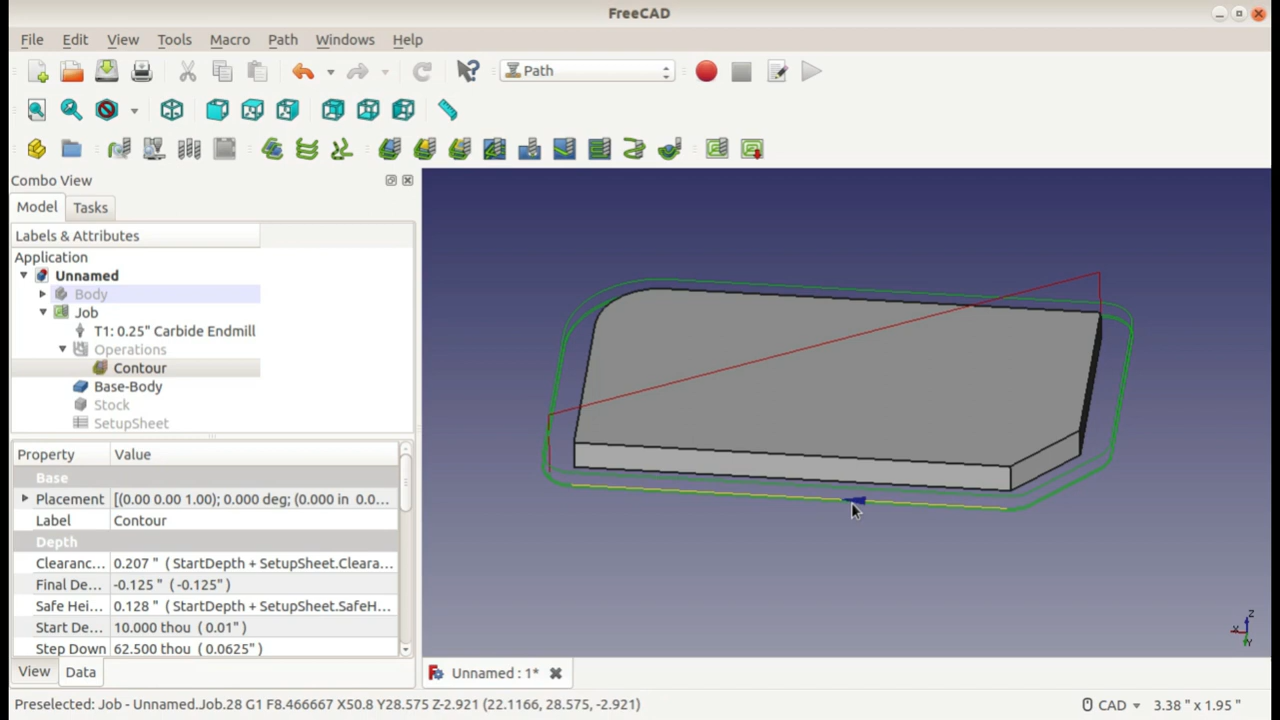 FreeCAD
File Edit View Tools Macro Path Windows Help
Path
Combo View
Model Tasks
Labels & Attributes
Application
Unnamed
Body
Job
T1: 0.25" Carbide Endmill
Operations
Contour
Base-Body
Stock
SetupSheet
Property Value
Base
Placement [(0.00 0.00 1.00); 0.000 deg; (0.000 in 0.0...
Label Contour
Depth
Clearanc... 0.207 " ( StartDepth + SetupSheet.Cleara...
Final De... -0.125 " ( -0.125" )
Safe Hei... 0.128 " ( StartDepth + SetupSheet.SafeH...
Start De... 10.000 thou ( 0.01" )
Step Down 62.500 thou ( 0.0625" )
View Data
Unnamed : 1*
X Z Y
Preselected: Job - Unnamed.Job.28 G1 F8.466667 X50.8 Y28.575 Z-2.921 (22.1166, 28.575, -2.921)
CAD 3.38 " x 1.95 "